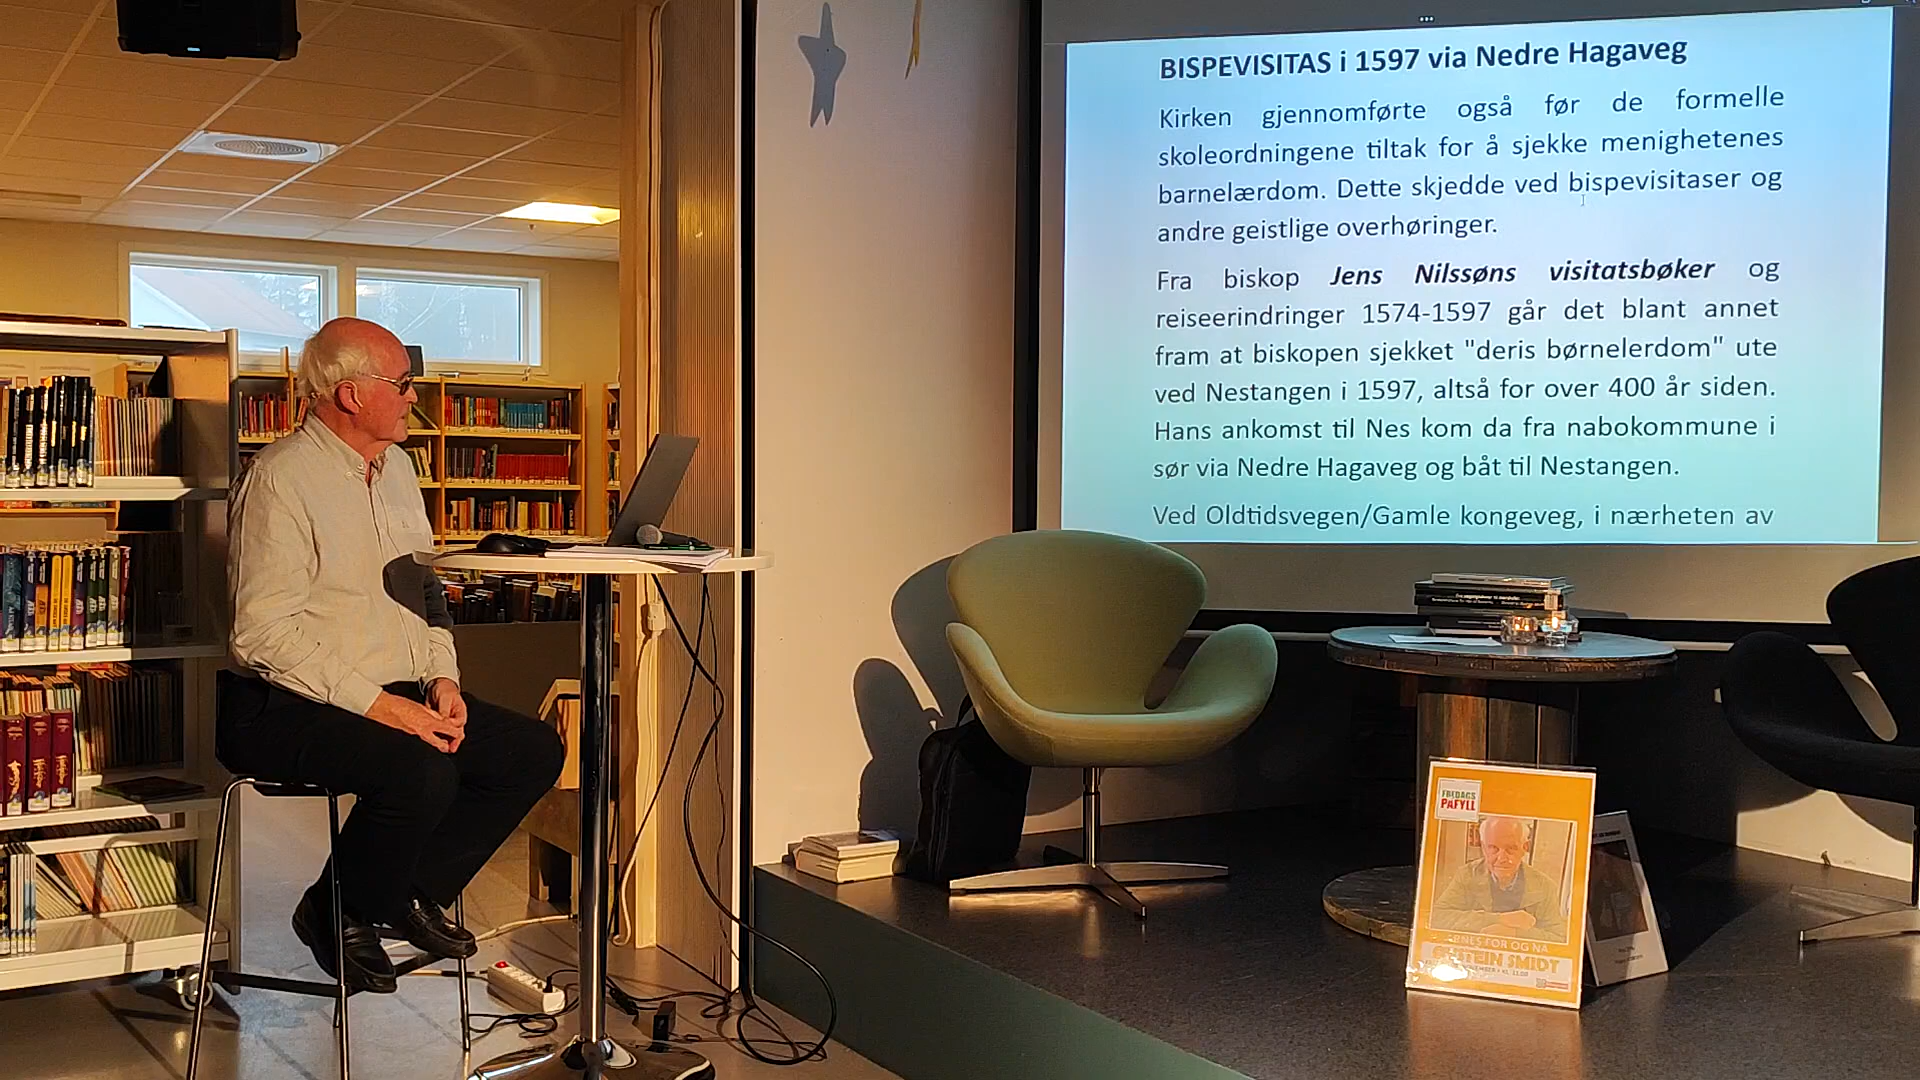 BISPEVISITAS i 1597 via Nedre Hagaveg
Kirken gjennomførte også før de formelle
skoleordningene tiltak for å sjekke menighetenes
barnelærdom. Dette skjedde ved bispevisitaser og
andre geistlige overhøringer.
Fra biskop Jens Nilssøns visitatsbøker og
reiseerindringer 1574-1597 går det blant annet
fram at biskopen sjekket "deris børnelerdom" ute
ved Nestangen i 1597, altså for over 400 år siden.
Hans ankomst til Nes kom da fra nabokommune i
sør via Nedre Hagaveg og båt til Nestangen.
Ved Oldtidsvegen/Gamle kongeveg, i nærheten av
FREDAGS
PÅFYLL
FØR OG NÅ
SMIDT